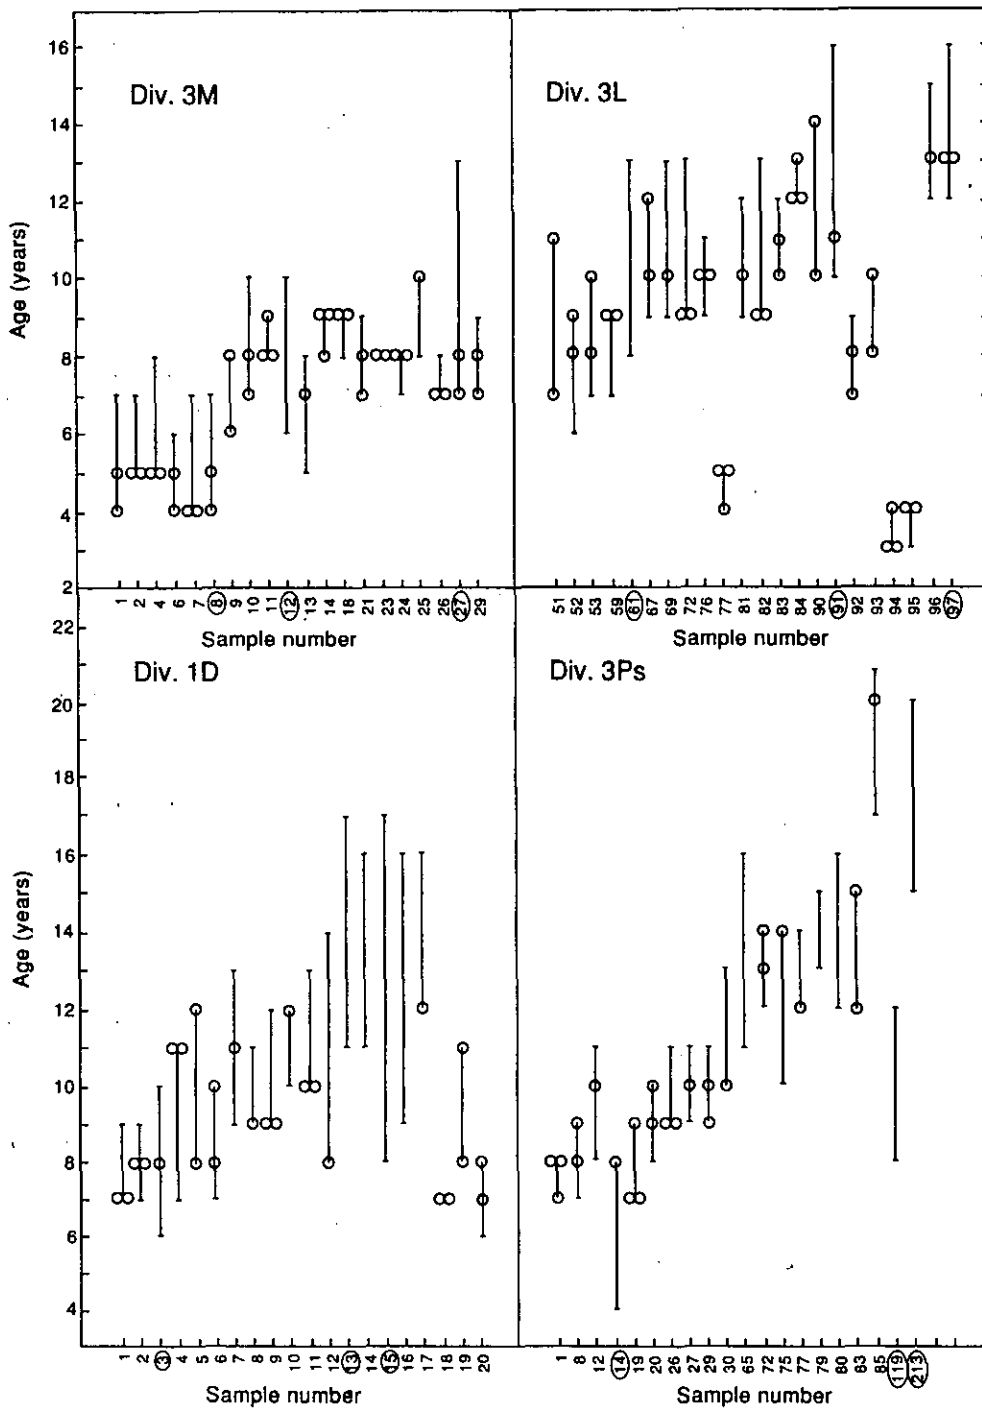 16
14
12
10
8
6
4
2
Age (years)
Div. 3M
Div. 3L
1 2 4 6 7 8 9 10 11 12 13 14 18 21 23 24 25 26 27 29
51 52 53 59 61 67 69 72 76 77 81 82 83 84 90 91 92 93 94 95 96 97
Sample number
Sample number
22
20
18
16
14
12
10
8
6
4
Age (years)
Div. 1D
Div. 3Ps
1 2 3 4 5 6 7 8 9 10 11 12 13 14 15 16 17 18 19 20
1 8 12 14 19 20 26 27 29 30 65 72 75 77 79 80 83 85 119 213
Sample number
Sample number